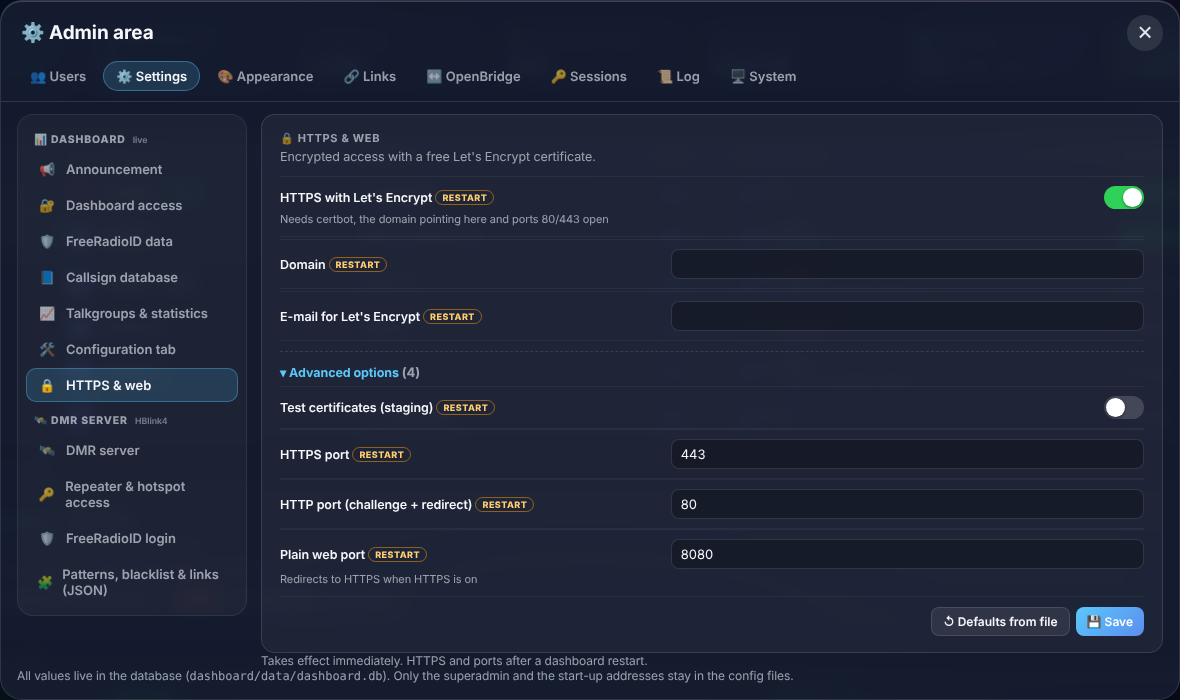 Admin area
Users
Settings
Appearance
Links
OpenBridge
Sessions
Log
System
DASHBOARD live
Announcement
Dashboard access
FreeRadioID data
Callsign database
Talkgroups & statistics
Configuration tab
HTTPS & web
DMR SERVER HBlink4
DMR server
Repeater & hotspot
access
FreeRadioID login
Patterns, blacklist & links
(JSON)
HTTPS & WEB
Encrypted access with a free Let's Encrypt certificate.
HTTPS with Let's Encrypt RESTART
Needs certbot, the domain pointing here and ports 80/443 open
Domain RESTART
E-mail for Let's Encrypt RESTART
▾ Advanced options (4)
Test certificates (staging) RESTART
HTTPS port RESTART 443
HTTP port (challenge + redirect) RESTART 80
Plain web port RESTART 8080
Redirects to HTTPS when HTTPS is on
Defaults from file
Save
Takes effect immediately. HTTPS and ports after a dashboard restart.
All values live in the database (dashboard/data/dashboard.db). Only the superadmin and the start-up addresses stay in the config files.